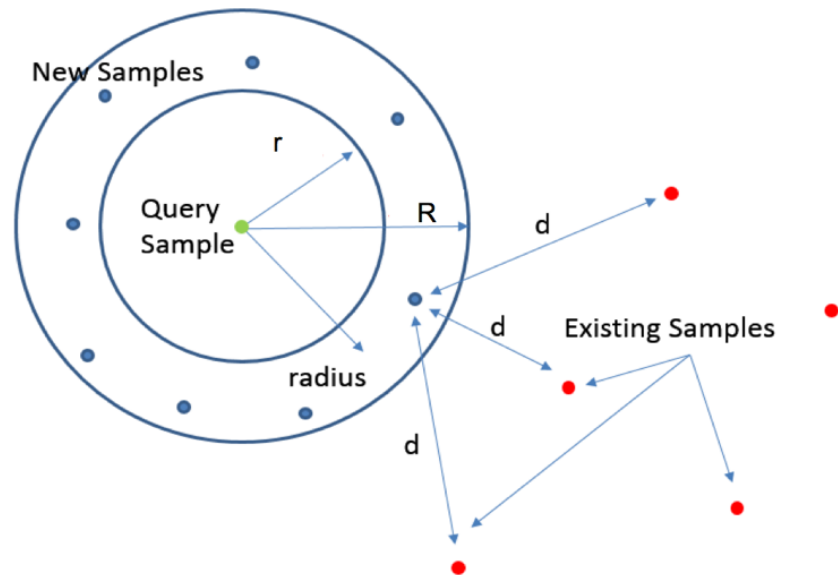 New Samples
r
Query
Sample
R
d
d
Existing Samples
radius
d